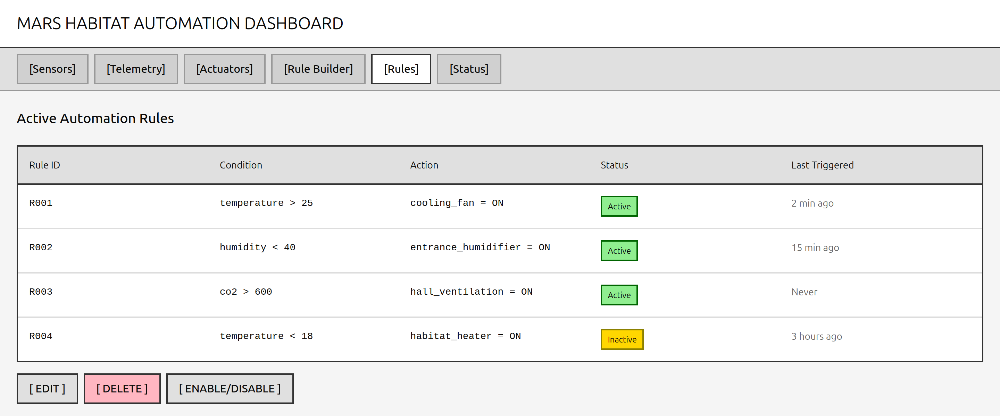 MARS HABITAT AUTOMATION DASHBOARD
[Sensors] [Telemetry] [Actuators] [Rule Builder] [Rules] [Status]
Active Automation Rules
Rule ID Condition Action Status Last Triggered
R001 temperature > 25 cooling_fan = ON Active 2 min ago
R002 humidity < 40 entrance_humidifier = ON Active 15 min ago
R003 co2 > 600 hall_ventilation = ON Active Never
R004 temperature < 18 habitat_heater = ON Inactive 3 hours ago
[ EDIT ] [ DELETE ] [ ENABLE/DISABLE ]